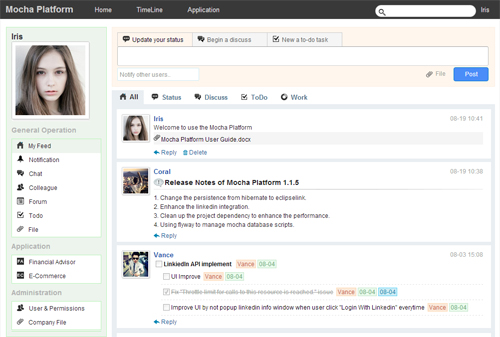 Mocha Platform Home TimeLine Application Iris
Iris
General Operation
My Feed
Notification
Chat
Colleague
Forum
Todo
File
Application
FA Financial Advisor
EC E-Commerce
Administration
User & Permissions
Company File
Update your status Begin a discuss New a to-do task
Notify other users.. File Post
All Status Discuss ToDo Work
Iris 08-19 10:41
Welcome to use the Mocha Platform
Mocha Platform User Guide.docx
Reply Delete
Coral 08-19 10:38
Release Notes of Mocha Platform 1.1.5
1. Change the persistence from hibernate to eclipselink.
2. Enhance the linkedin integration.
3. Clean up the project dependency to enhance the performance.
4. Using flyway to manage mocha database scripts.
Reply
Vance 08-03 15:08
LinkiedIn API implement Vance 08-04
UI Improve Vance 08-04
Fix "Throttle limit for calls to this resource is reached." issue Vance 08-04 08-04
Improve UI by not popup linkedin info window when user click "Login With Linkedin" everytime Vance 08-04
Reply